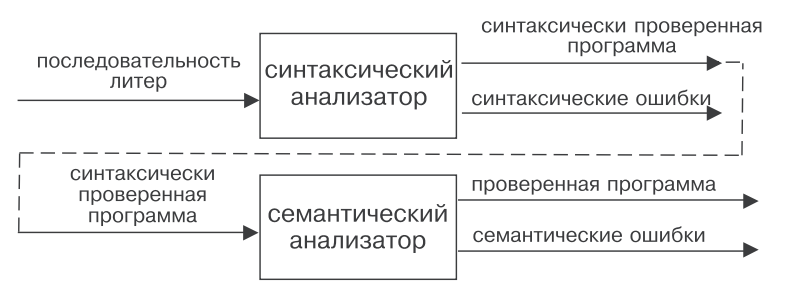 последовательность
литер
синтаксический
анализатор
синтаксически проверенная
программа
синтаксические ошибки
синтаксически
проверенная
программа
семантический
анализатор
проверенная программа
семантические ошибки